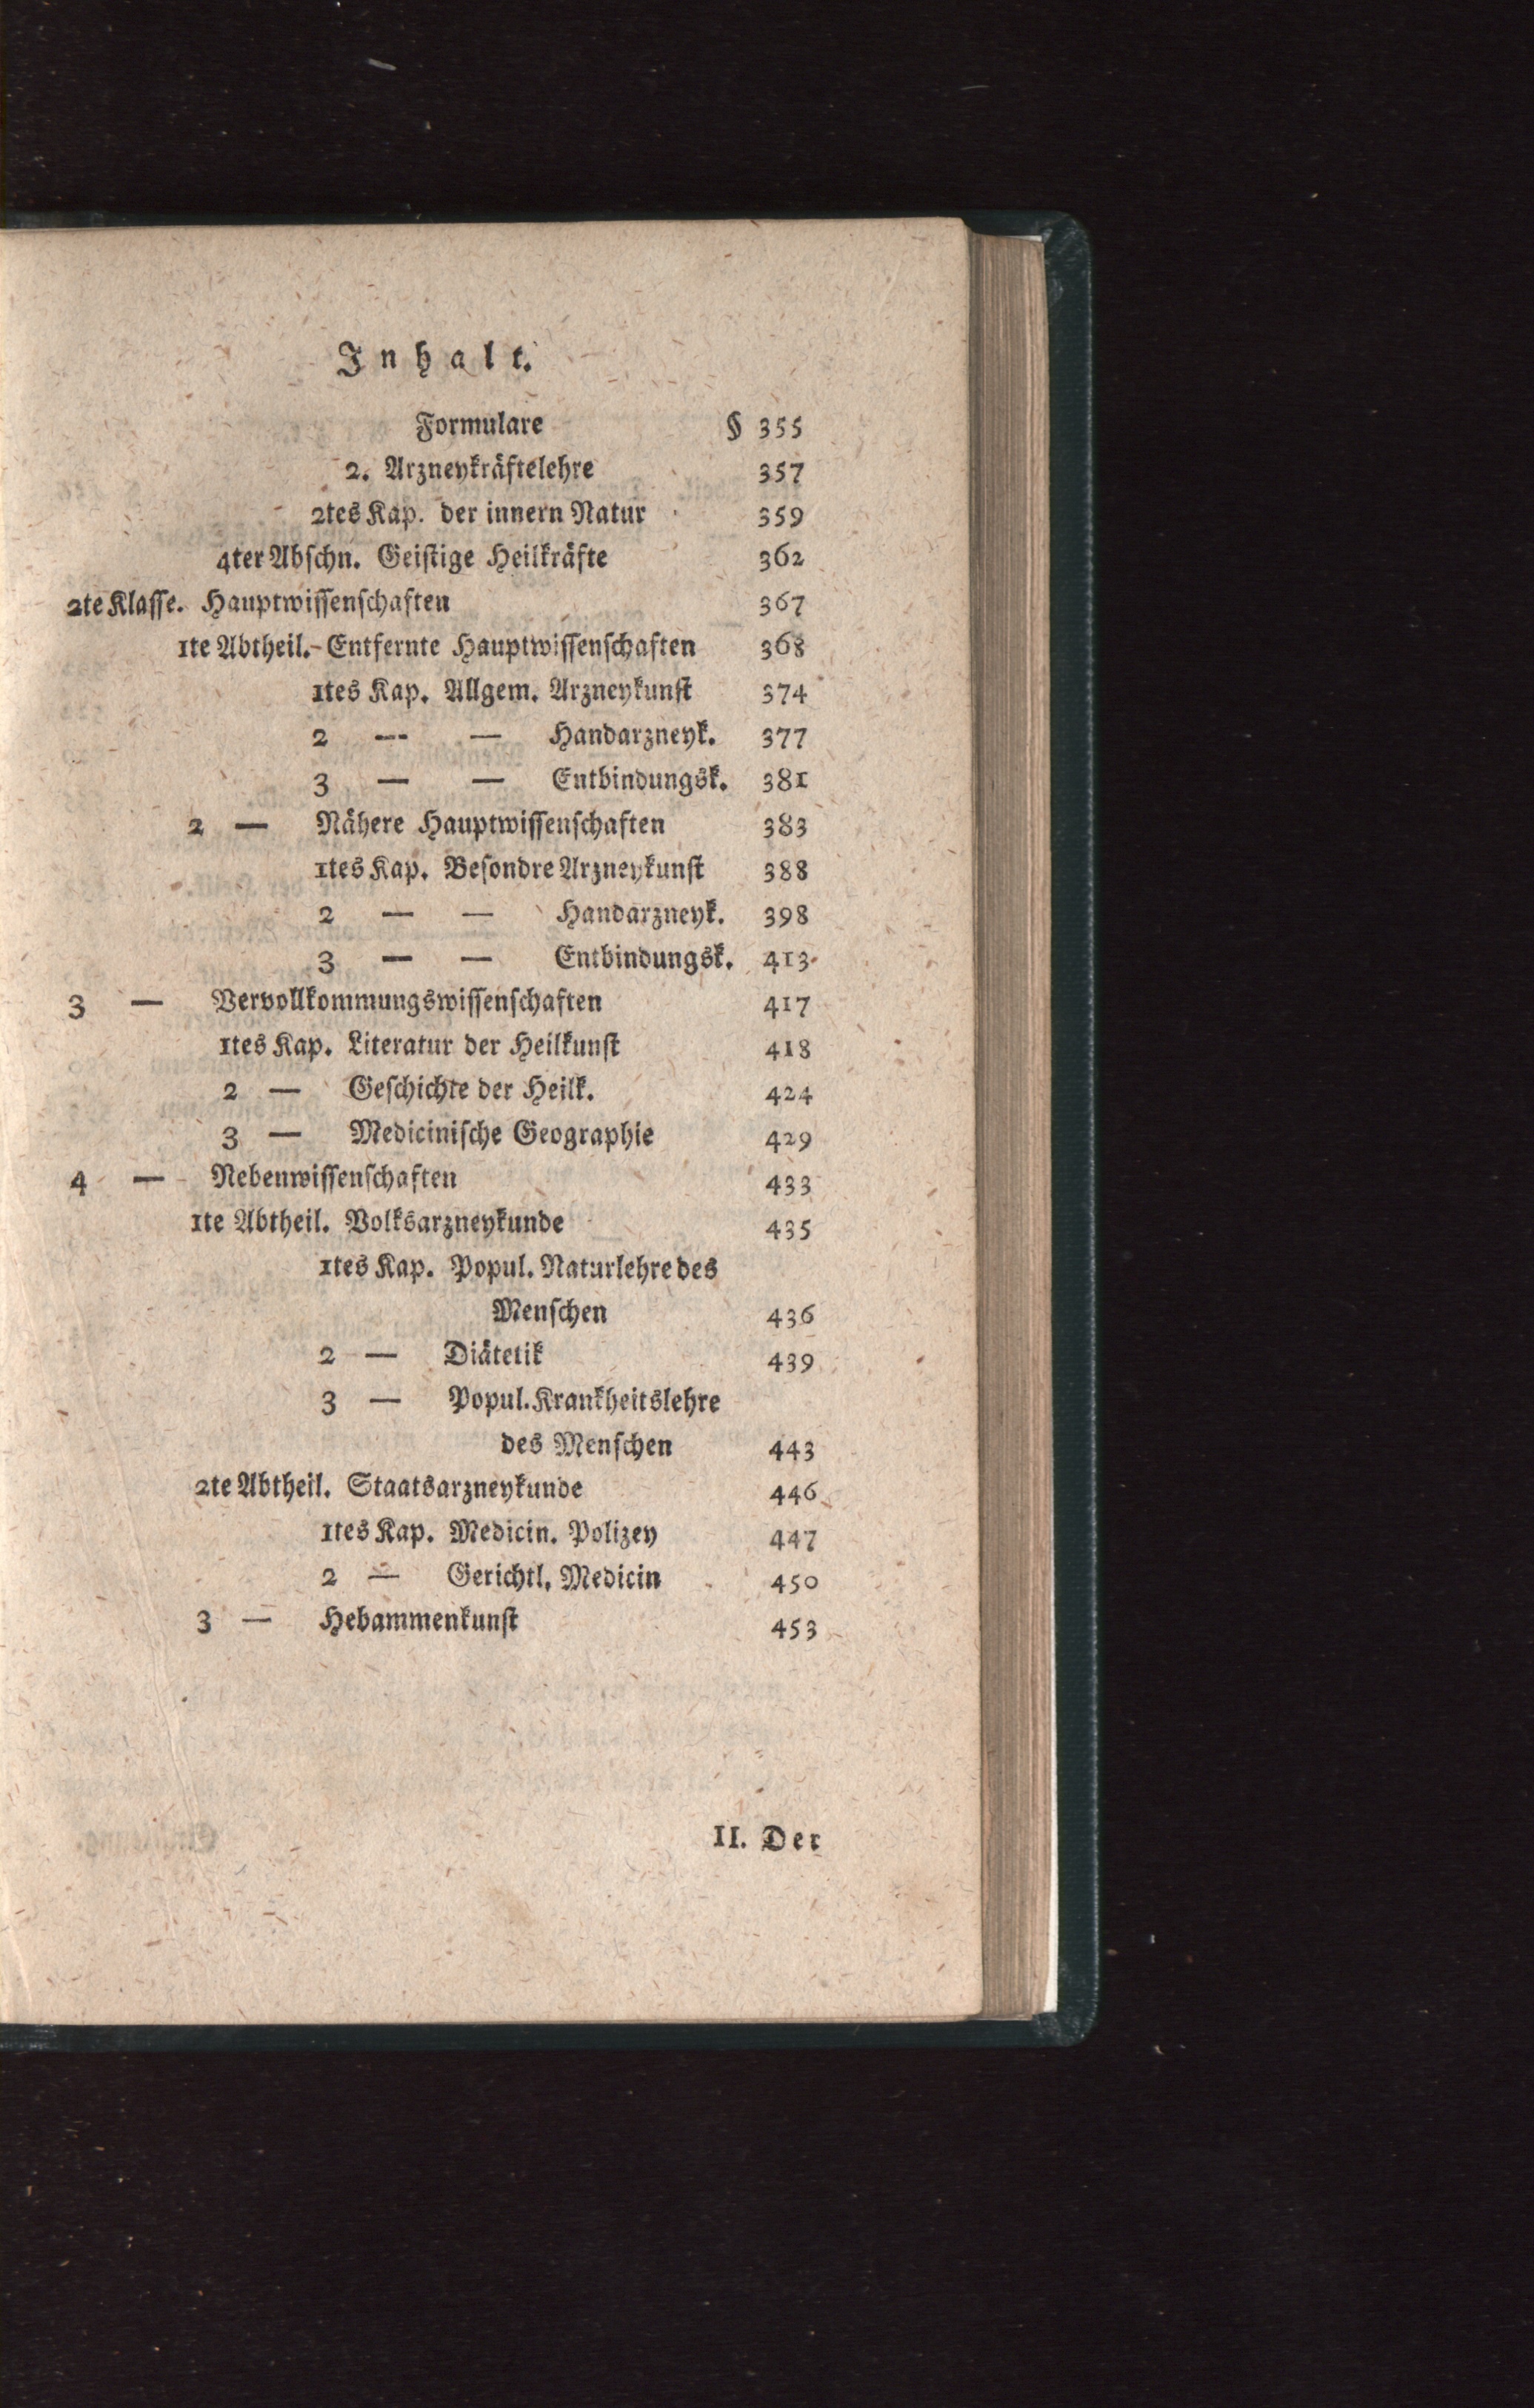 Inhalt.
Formulare § 355
2. Arzneykräftelehre 357
2tes Kap. der innern Natur 359
4ter Abschn. Geistige Heilkräfte 362
2te Klasse. Hauptwissenschaften 367
1te Abtheil. Entfernte Hauptwissenschaften 368
1tes Kap. Allgem. Arzneykunst 374
2 — — Handarzneyk. 377
3 — — Entbindungsk. 381
2 — Nähere Hauptwissenschaften 383
1tes Kap. Besondre Arzneykunst 388
2 — — Handarzneyk. 398
3 — — Entbindungsk. 413
3 — Vervollkommungswissenschaften 417
1tes Kap. Literatur der Heilkunst 418
2 — Geschichte der Heilk. 424
3 — Medicinische Geographie 429
4 — Nebenwissenschaften 433
1te Abtheil. Volksarzneykunde 435
1tes Kap. Popul. Naturlehre des
Menschen 436
2 — Diätetik 439
3 — Popul. Krankheitslehre
des Menschen 443
2te Abtheil. Staatsarzneykunde 446
1tes Kap. Medicin. Polizey 447
2 — Gerichtl. Medicin 450
3 — Hebammenkunst 453
II. Der